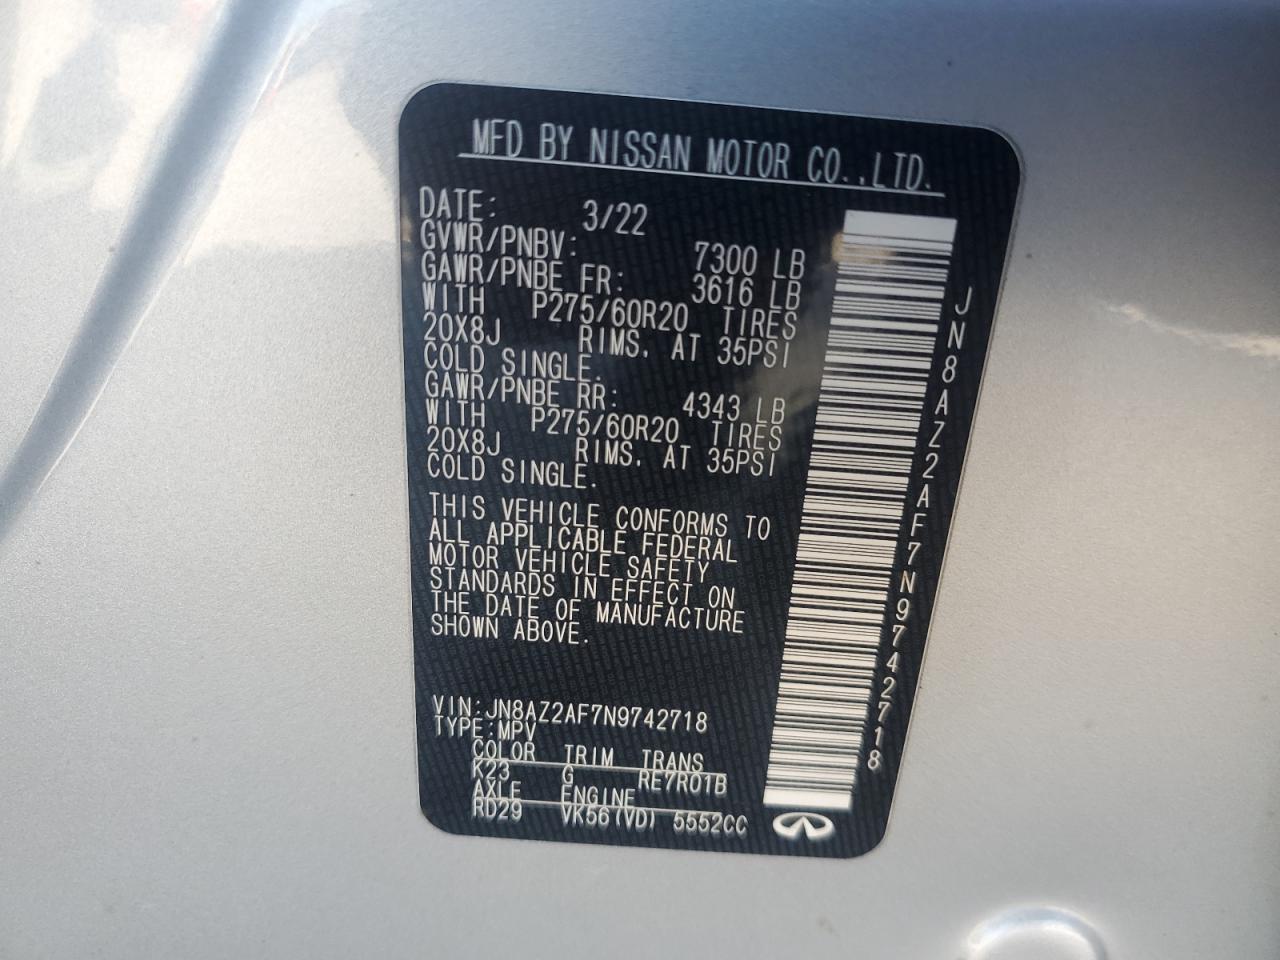 MFD BY NISSAN MOTOR CO.,LTD.
DATE: 3/22
GVWR/PNBV: 7300 LB
GAWR/PNBE FR: 3616 LB
WITH P275/60R20 TIRES
20X8J RIMS. AT 35PSI
COLD SINGLE.
GAWR/PNBE RR: 4343 LB
WITH P275/60R20 TIRES
20X8J RIMS. AT 35PSI
COLD SINGLE.
THIS VEHICLE CONFORMS TO
ALL APPLICABLE FEDERAL
MOTOR VEHICLE SAFETY
STANDARDS IN EFFECT ON
THE DATE OF MANUFACTURE
SHOWN ABOVE.
VIN:JN8AZ2AF7N9742718
TYPE:MPV
COLOR TRIM TRANS
K23 G RE7R01B
AXLE ENGINE
RD29 VK56(VD) 5552CC
JN8AZ2AF7N9742718